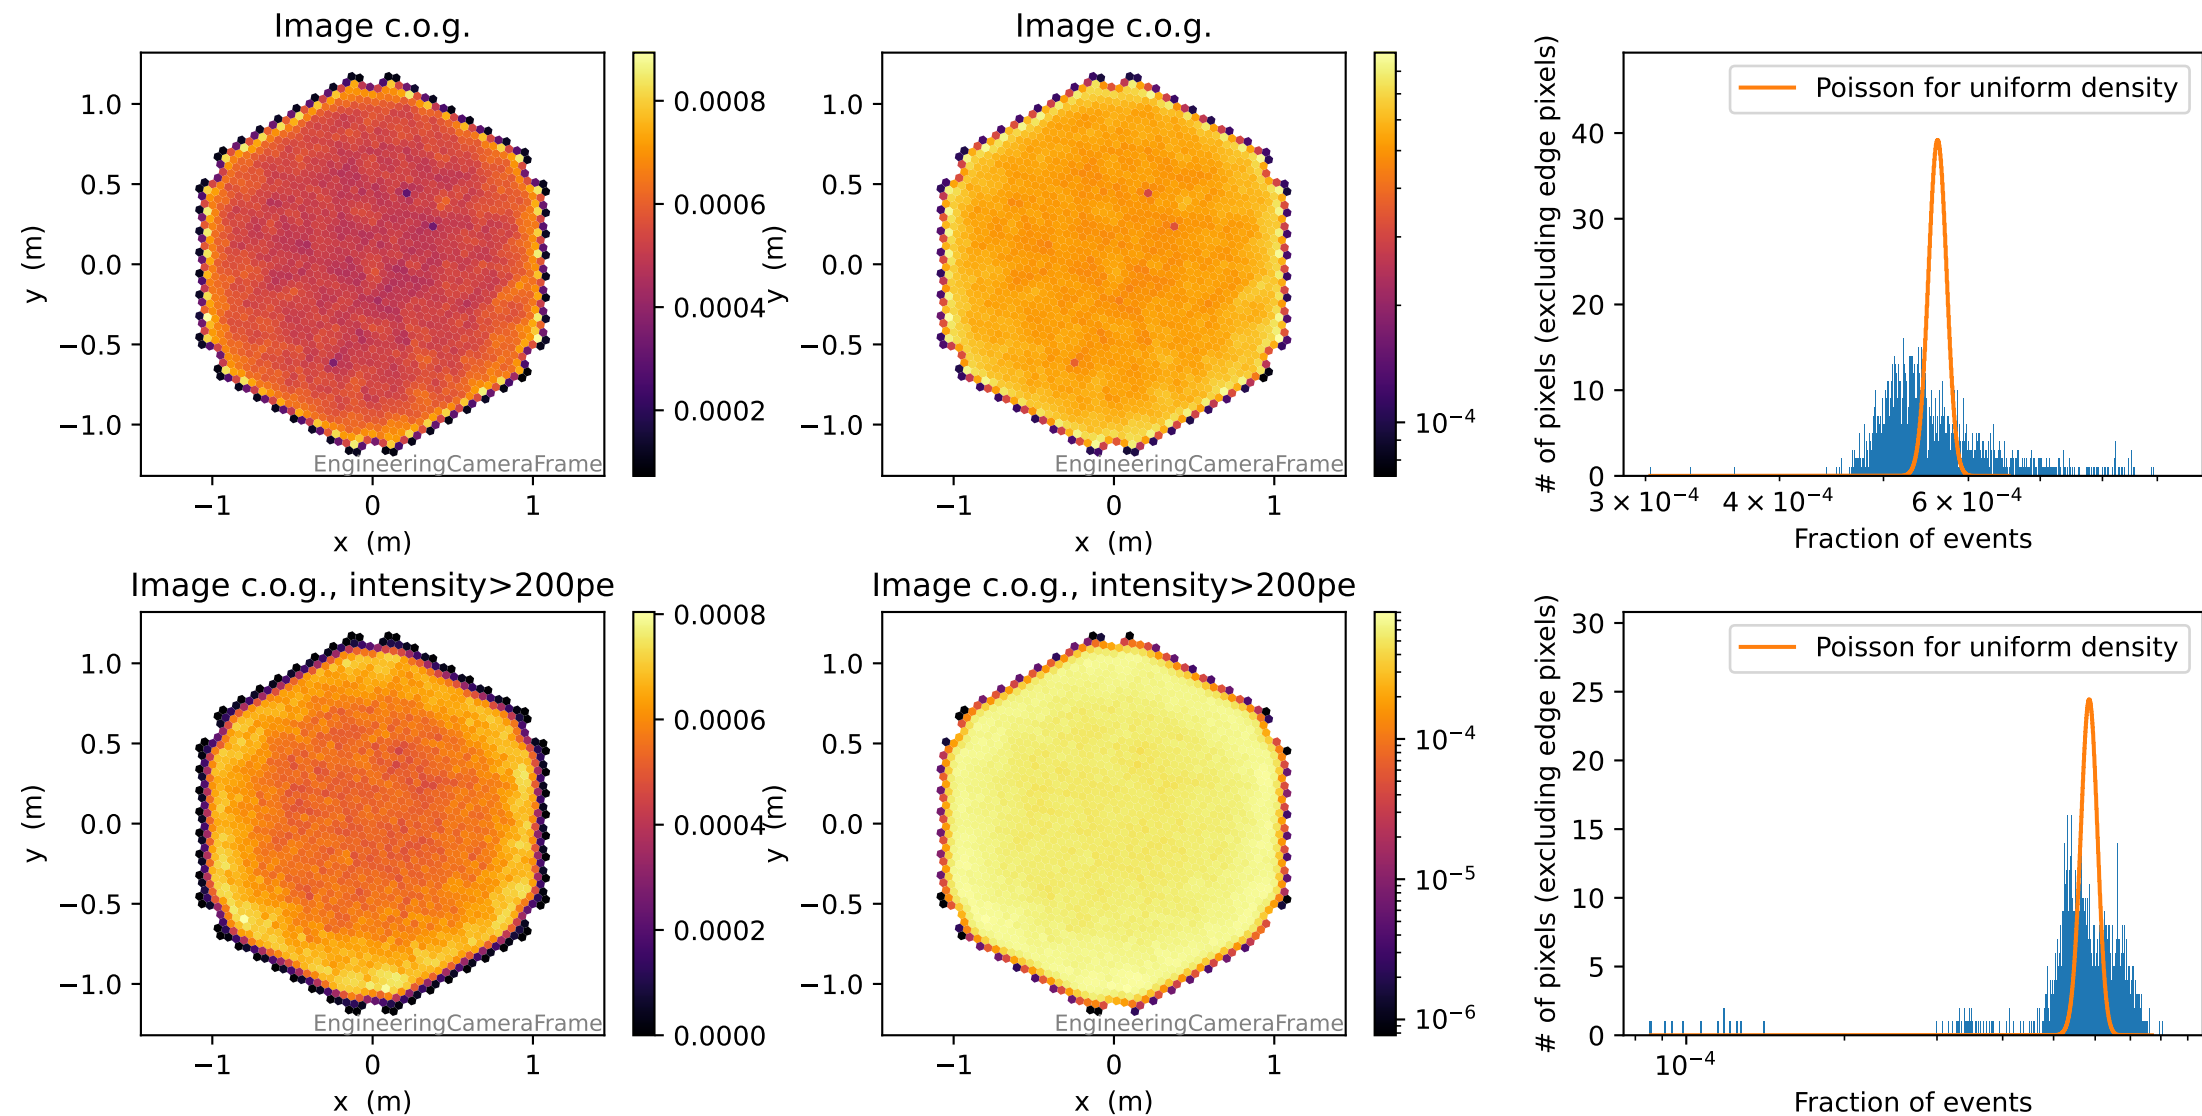 Image c.o.g.
y (m)
1.0
0.5
0.0
−0.5
−1.0
−1
0
1
x (m)
EngineeringCameraFrame
0.0008
0.0006
0.0004
0.0002
Image c.o.g.
y (m)
1.0
0.5
0.0
−0.5
−1.0
−1
0
1
x (m)
EngineeringCameraFrame
10⁻⁴
# of pixels (excluding edge pixels)
40
30
20
10
0
Poisson for uniform density
3 × 10⁻⁴
4 × 10⁻⁴
6 × 10⁻⁴
Fraction of events
Image c.o.g., intensity>200pe
y (m)
1.0
0.5
0.0
−0.5
−1.0
−1
0
1
x (m)
EngineeringCameraFrame
0.0008
0.0006
0.0004
0.0002
0.0000
Image c.o.g., intensity>200pe
y (m)
1.0
0.5
0.0
−0.5
−1.0
−1
0
1
x (m)
EngineeringCameraFrame
10⁻⁴
10⁻⁵
10⁻⁶
# of pixels (excluding edge pixels)
30
25
20
15
10
5
0
Poisson for uniform density
10⁻⁴
Fraction of events